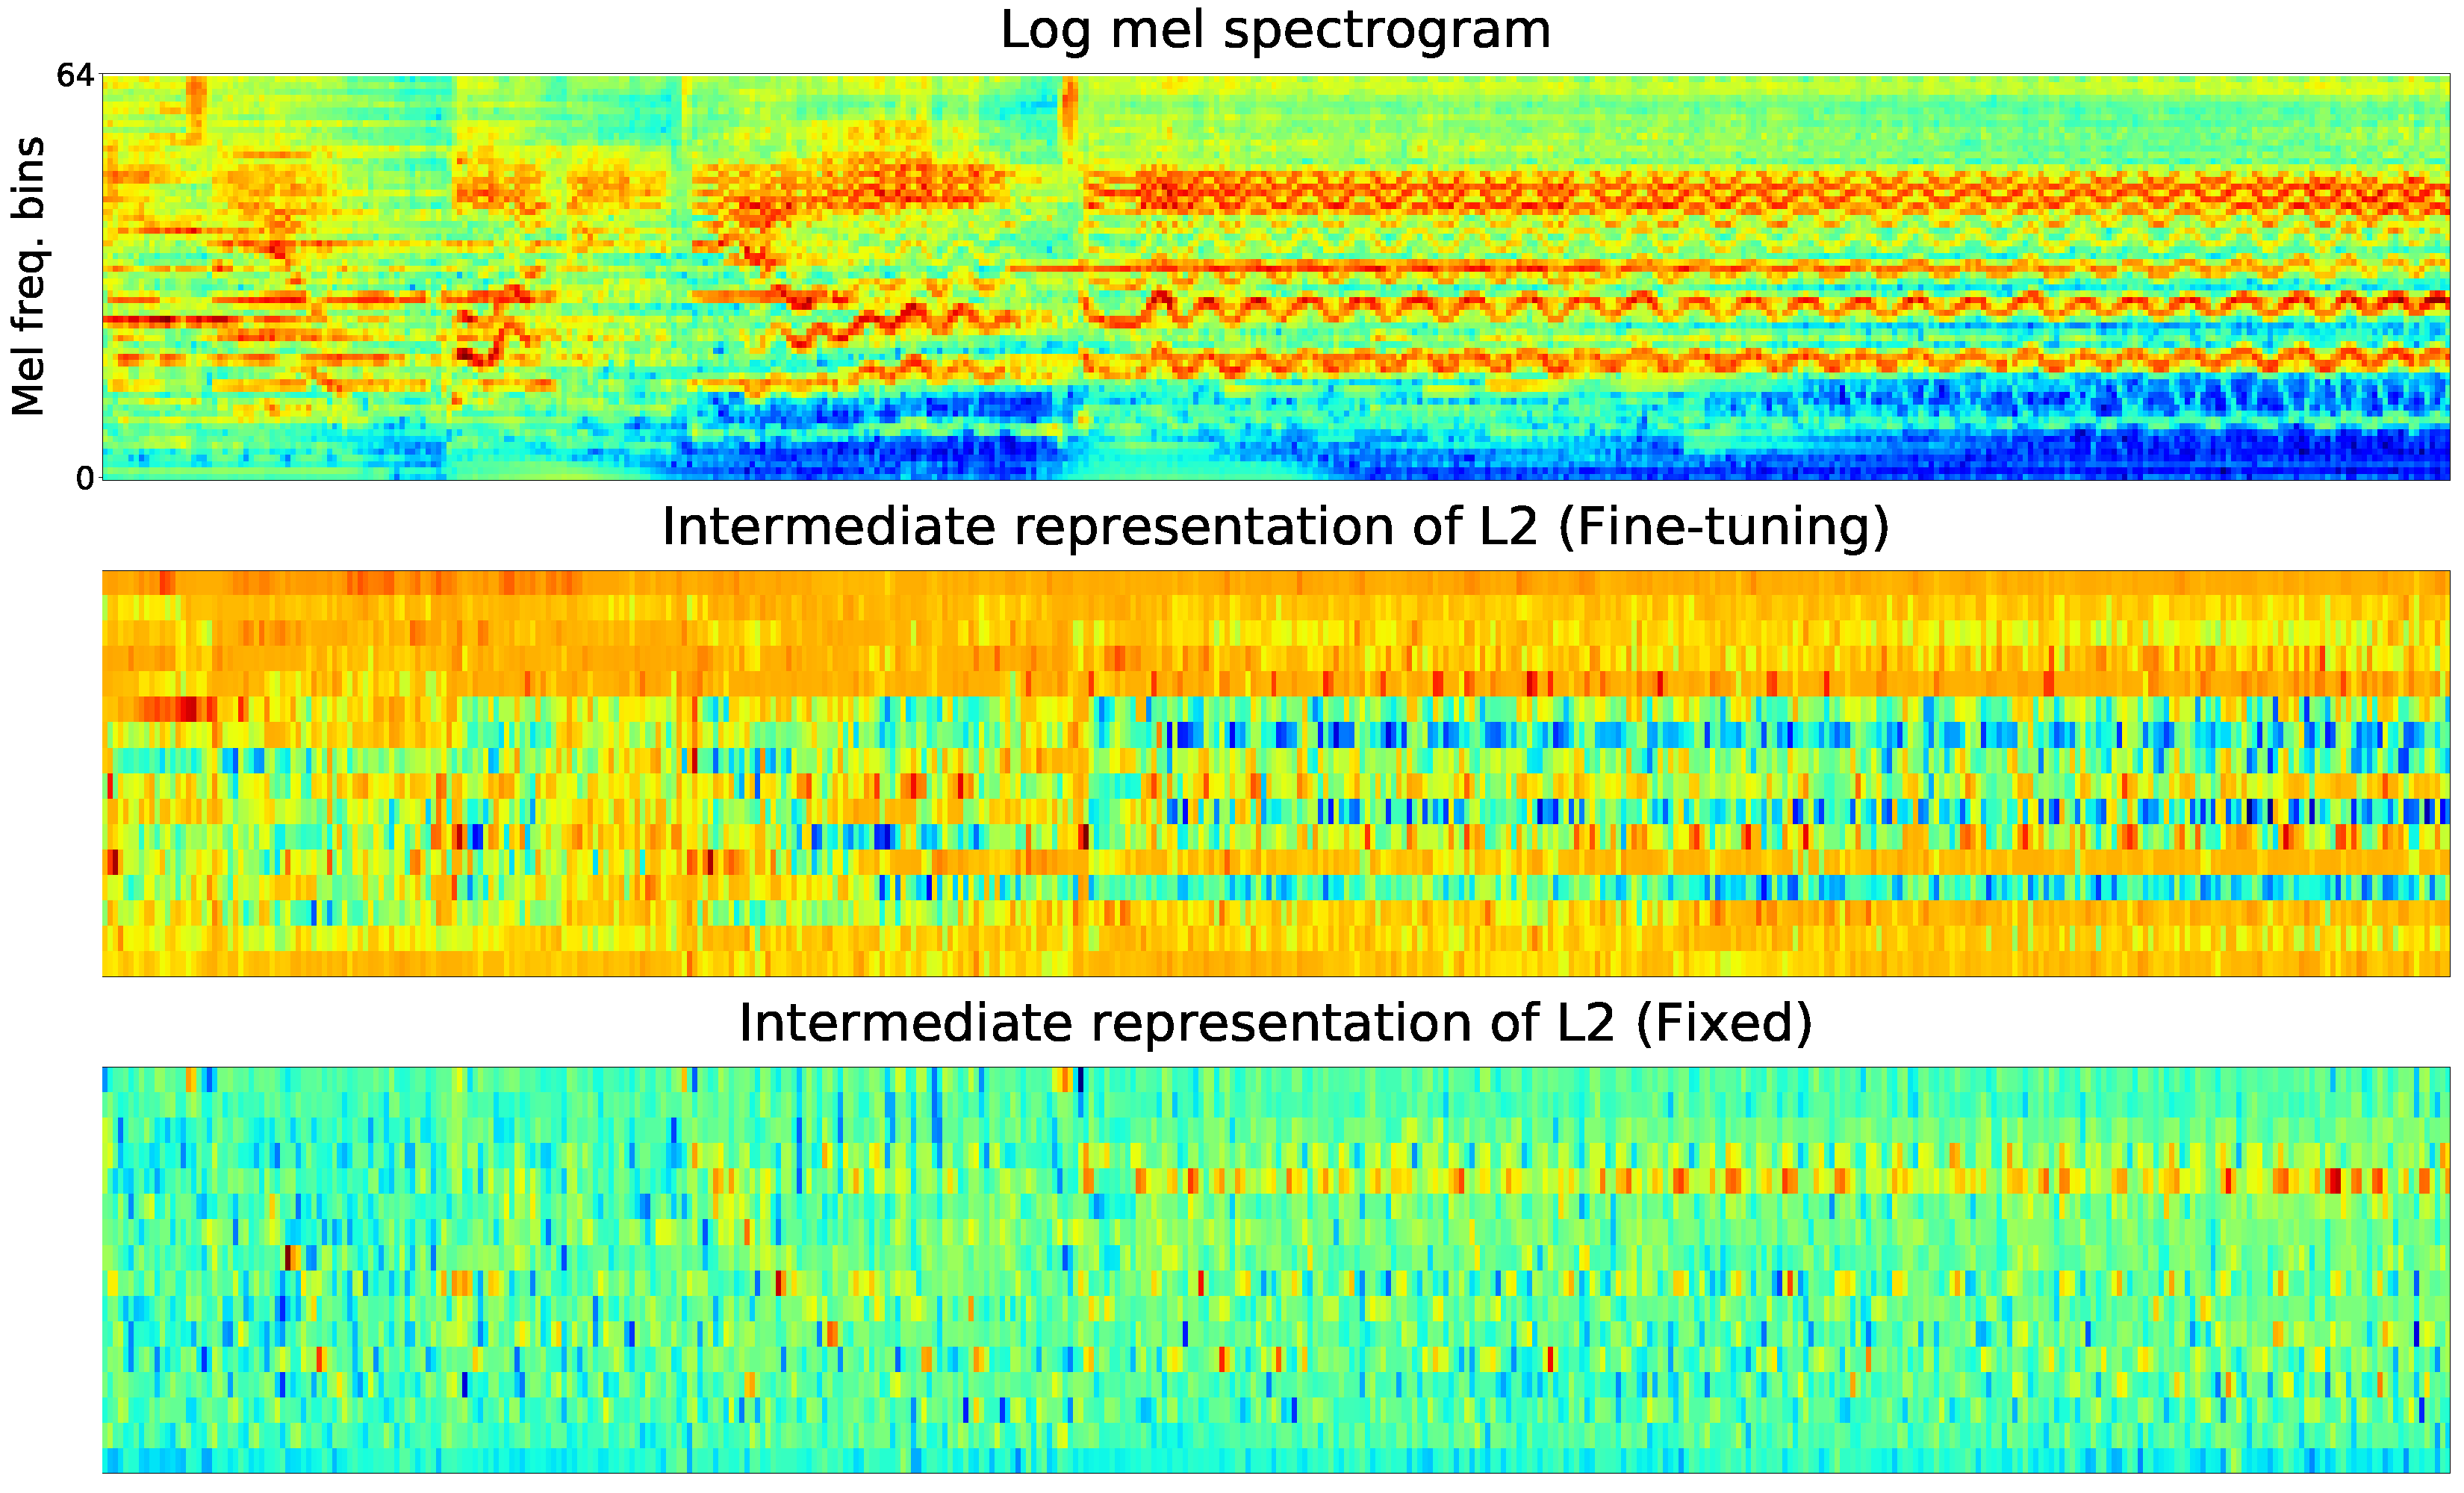 Log mel spectrogram
64
Mel freq. bins
0
Intermediate representation of L2 (Fine-tuning)
Intermediate representation of L2 (Fixed)